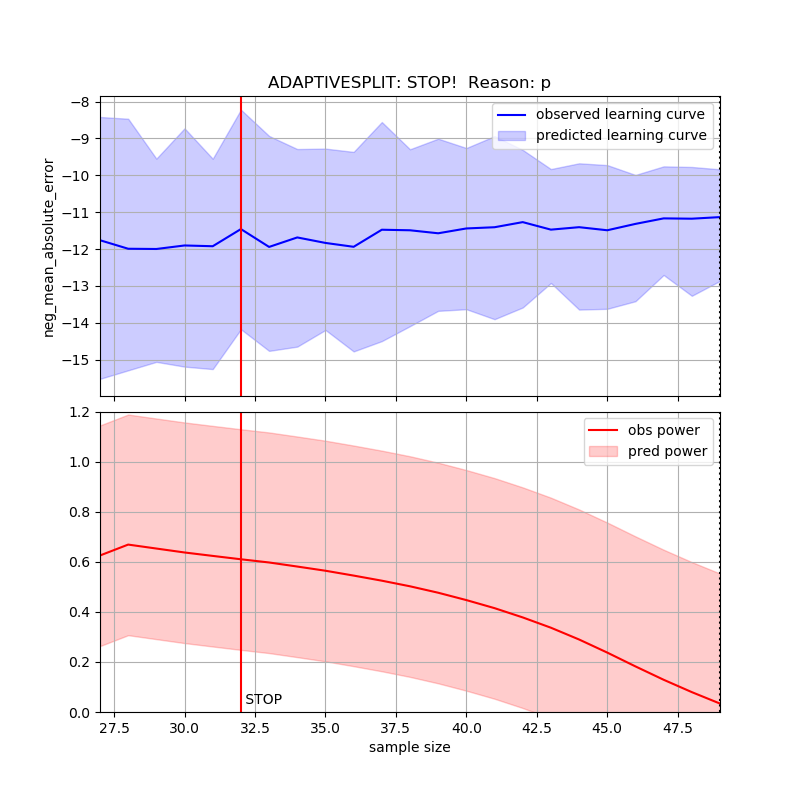 ADAPTIVESPLIT: STOP!  Reason: p
observed learning curve
predicted learning curve
−8
−9
−10
−11
−12
−13
−14
−15
neg_mean_absolute_error
obs power
pred power
1.2
1.0
0.8
0.6
0.4
0.2
0.0
STOP
27.5 30.0 32.5 35.0 37.5 40.0 42.5 45.0 47.5
sample size